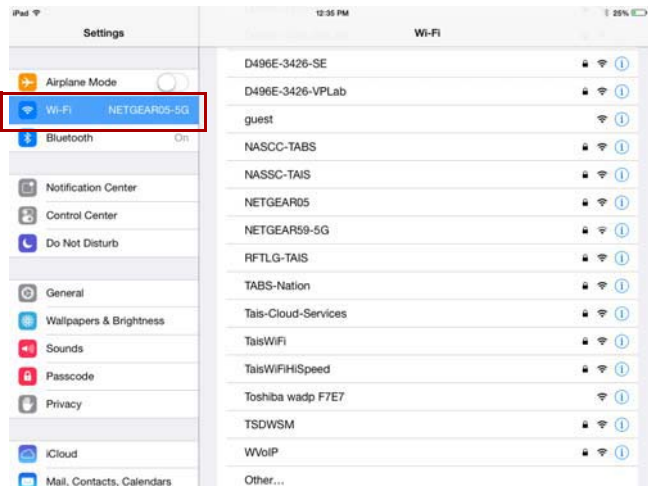 iPad 12:35 PM 25%
Settings
Wi-Fi
Airplane Mode
Wi-Fi NETGEAR05-5G
Bluetooth On
Notification Center
Control Center
Do Not Disturb
General
Wallpapers & Brightness
Sounds
Passcode
Privacy
iCloud
Mail, Contacts, Calendars
D496E-3426-SE
D496E-3426-VPLab
guest
NASCC-TABS
NASSC-TAIS
NETGEAR05
NETGEAR59-5G
RFTLG-TAIS
TABS-Nation
Tais-Cloud-Services
TaisWiFi
TaisWiFiHiSpeed
Toshiba wadp F7E7
TSDWSM
WVoIP
Other...